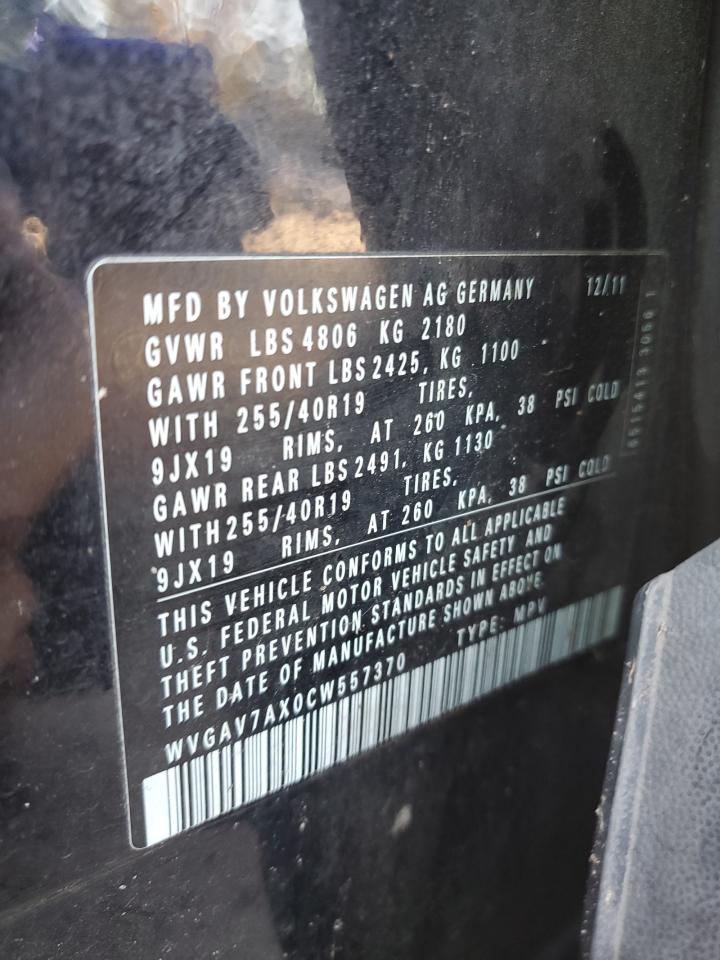 MFD BY VOLKSWAGEN AG GERMANY 12/11
GVWR LBS 4806 KG 2180
GAWR FRONT LBS 2425, KG 1100
WITH 255/40R19 TIRES,
9JX19 RIMS, AT 260 KPA, 38 PSI COLD
GAWR REAR LBS 2491, KG 1130
WITH 255/40R19 TIRES,
9JX19 RIMS, AT 260 KPA, 38 PSI COLD
THIS VEHICLE CONFORMS TO ALL APPLICABLE
U.S. FEDERAL MOTOR VEHICLE SAFETY AND
THEFT PREVENTION STANDARDS IN EFFECT ON
THE DATE OF MANUFACTURE SHOWN ABOVE.
WVGAV7AX0CW557370 TYPE: MPV